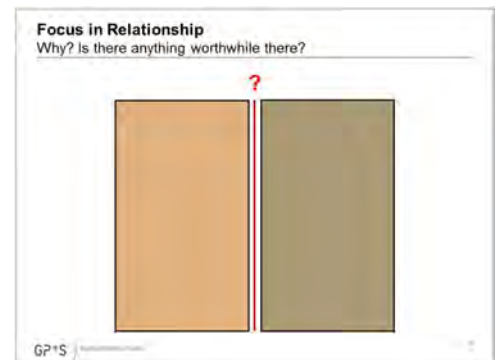 Focus in Relationship
Why? Is there anything worthwhile there?
?
GP+S